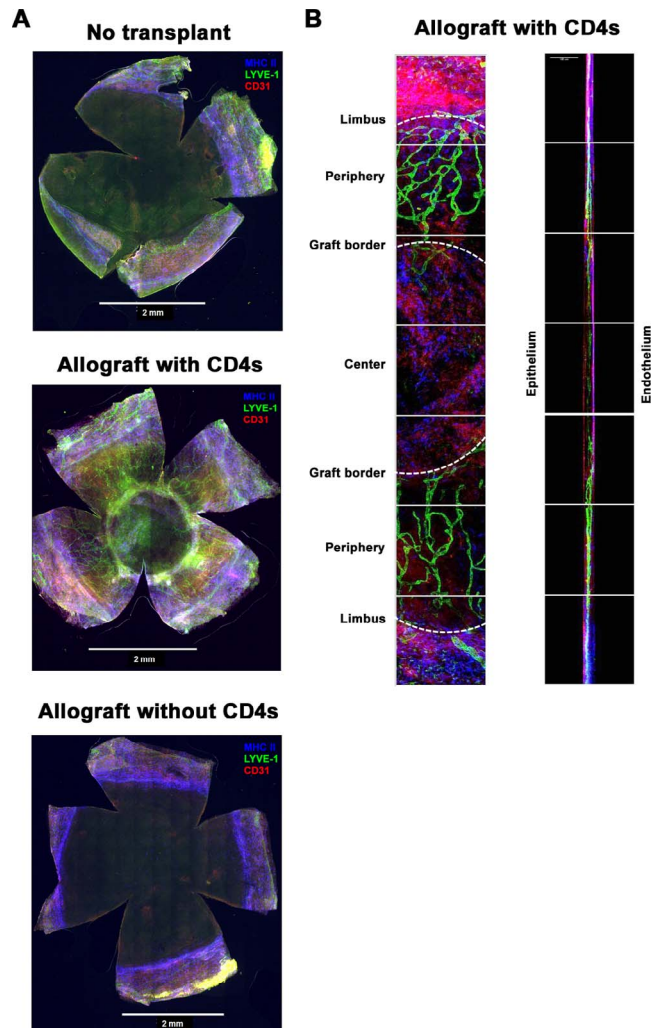 A
No transplant
MHC II
LYVE-1
CD31
2 mm
Allograft with CD4s
MHC II
LYVE-1
CD31
2 mm
Allograft without CD4s
MHC II
LYVE-1
CD31
2 mm
B
Allograft with CD4s
Limbus
Periphery
Graft border
Center
Graft border
Periphery
Limbus
Epithelium
Endothelium